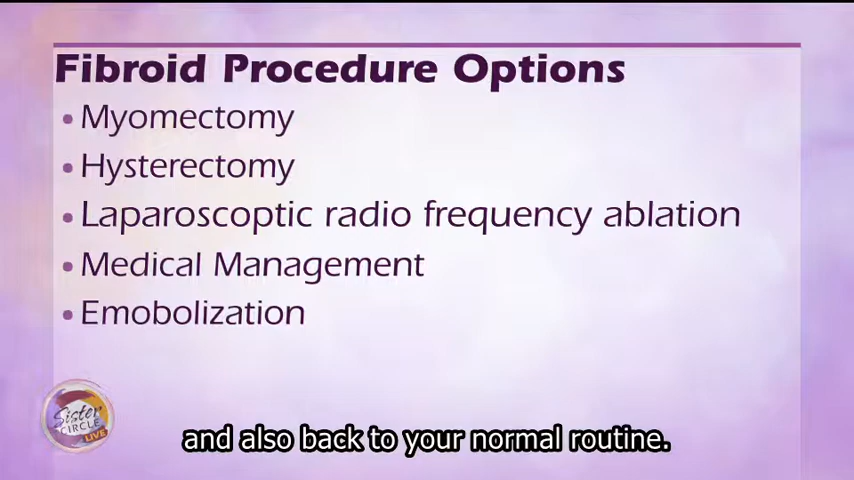 Fibroid Procedure Options
• Myomectomy
• Hysterectomy
• Laparoscoptic radio frequency ablation
• Medical Management
• Emobolization
Sister
CIRCLE
LIVE
and also back to your normal routine.